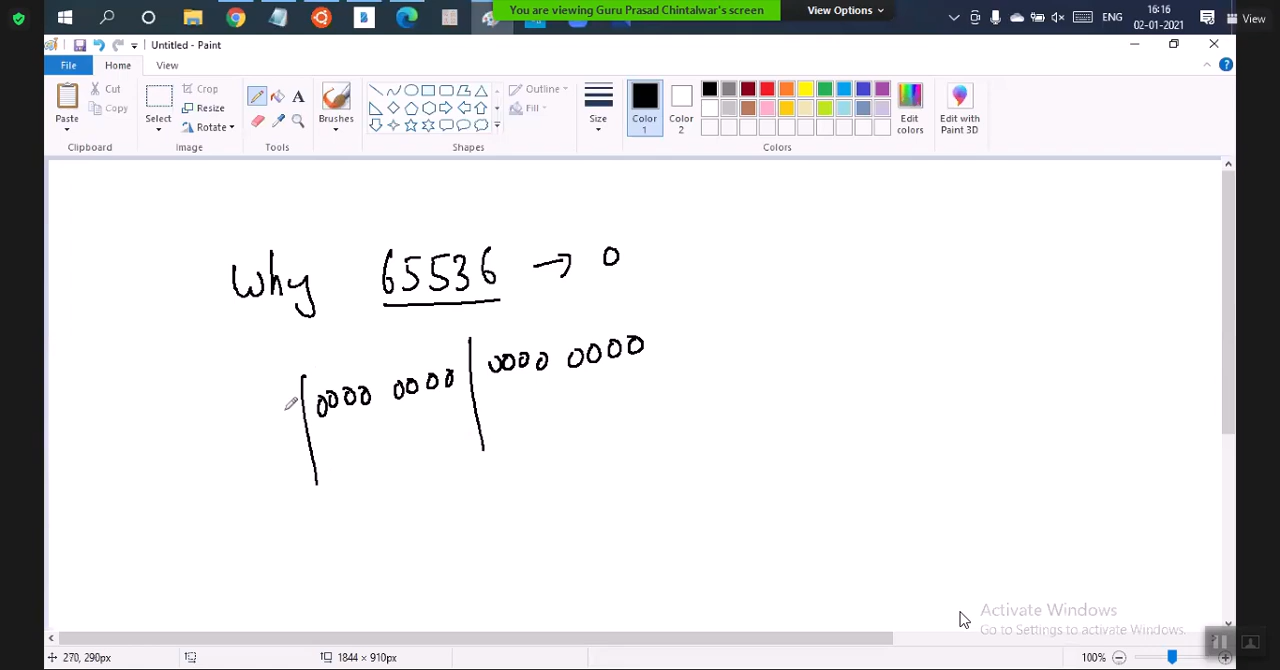 You are viewing Guru Prasad Chintalwar's screen
View Options
ENG
16:16
02-01-2021
View
Untitled - Paint
File
Home
View
Paste
Cut
Copy
Clipboard
Select
Crop
Resize
Rotate
Image
Tools
Brushes
Shapes
Outline
Fill
Size
Color 1
Color 2
Colors
Edit colors
Edit with Paint 3D
Why 65536 → 0
0000 0000 | 0000 0000
Activate Windows
Go to Settings to activate Windows.
270, 290px
1844 × 910px
100%